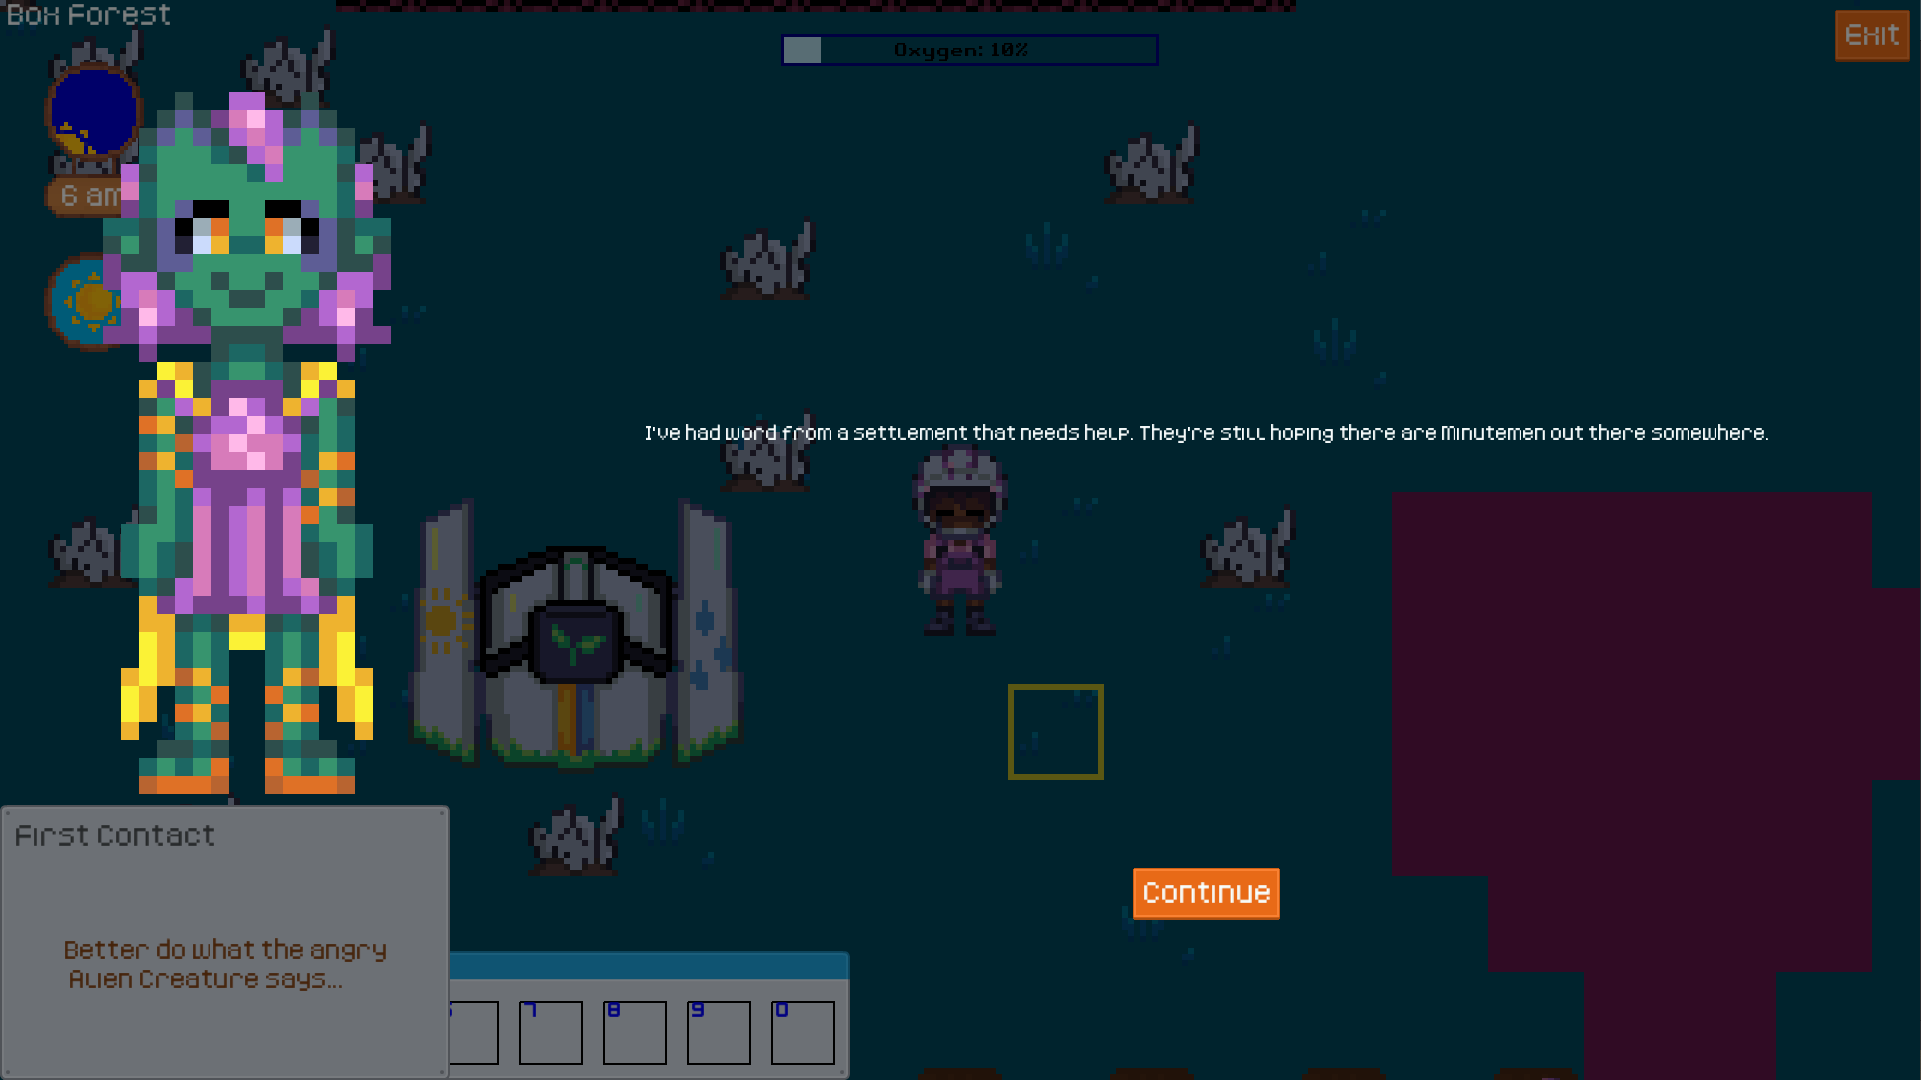 Box Forest
Oxygen: 10%
Exit
6 am
I've had word from a settlement that needs help. They're still hoping there are Minutemen out there somewhere.
Continue
First Contact
Better do what the angry
Alien Creature says...
7 8 9 0